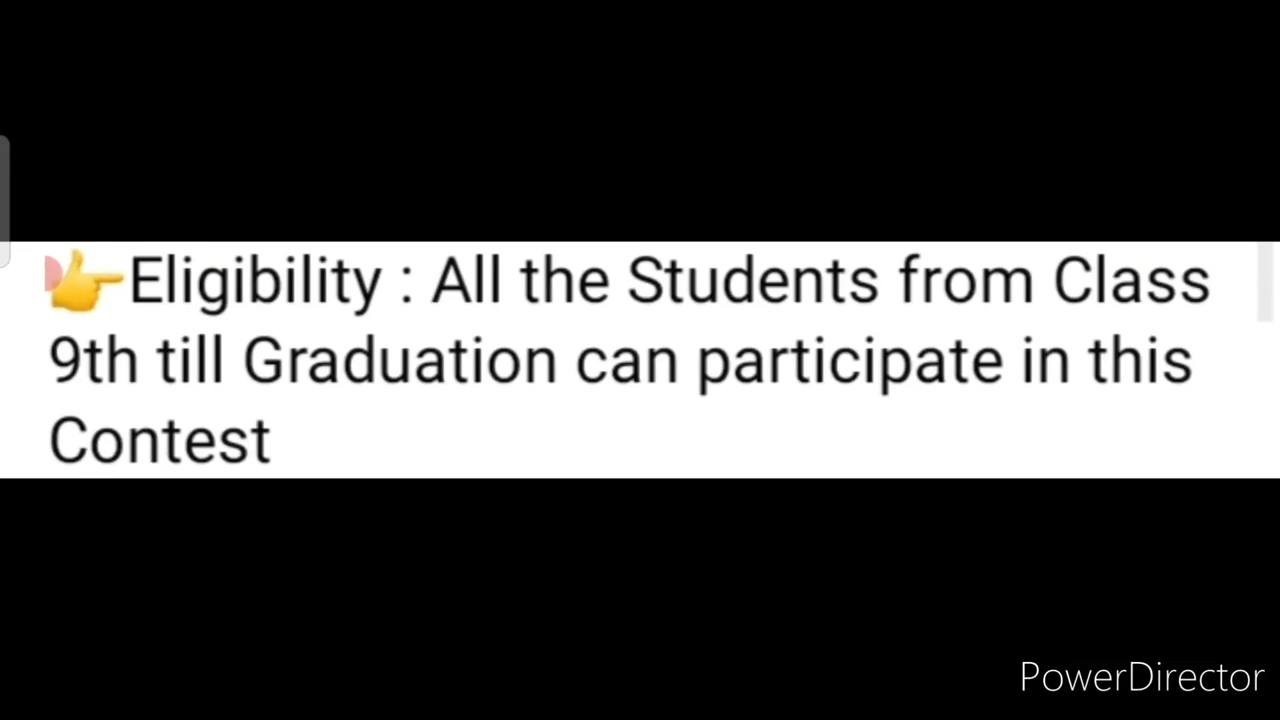 👉Eligibility : All the Students from Class
9th till Graduation can participate in this
Contest
PowerDirector